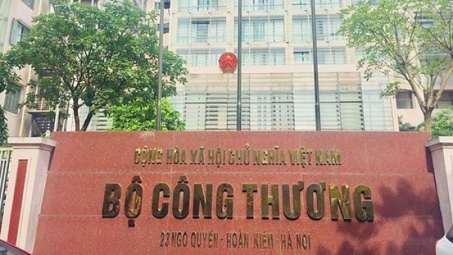 CỘNG HÒA XÃ HỘI CHỦ NGHĨA VIỆT NAM
BỘ CÔNG THƯƠNG
23 NGÔ QUYỀN - HOÀN KIẾM - HÀ NỘI